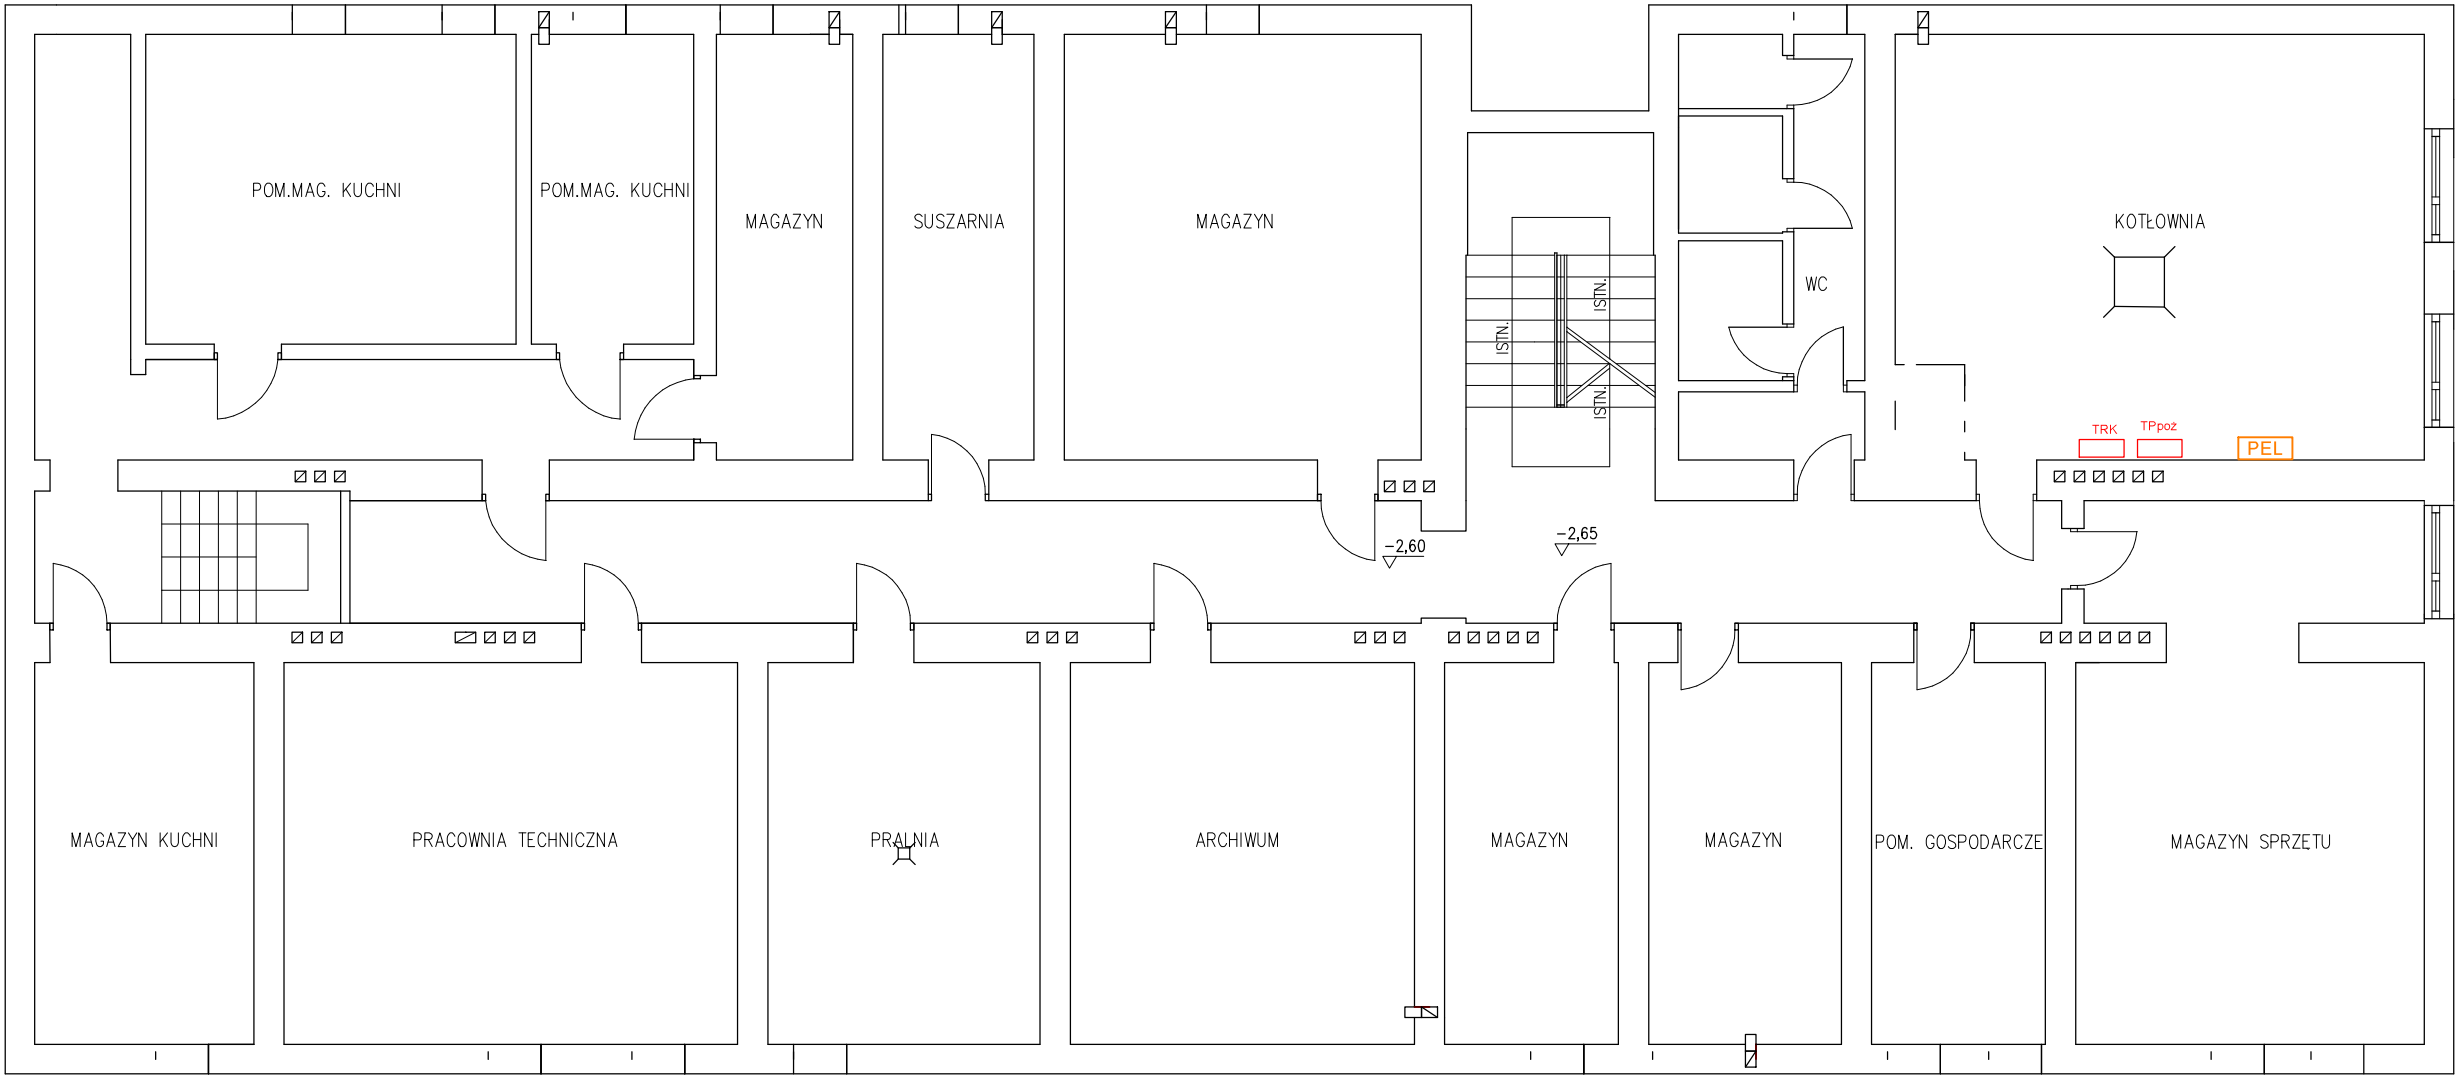 POM.MAG. KUCHNI
POM.MAG. KUCHNI
MAGAZYN
SUSZARNIA
MAGAZYN
KOTŁOWNIA
WC
ISTN.
ISTN.
ISTN.
TRK
TPpoż
PEL
-2,60
-2,65
MAGAZYN KUCHNI
PRACOWNIA TECHNICZNA
PRALNIA
ARCHIWUM
MAGAZYN
MAGAZYN
POM. GOSPODARCZE
MAGAZYN SPRZĘTU